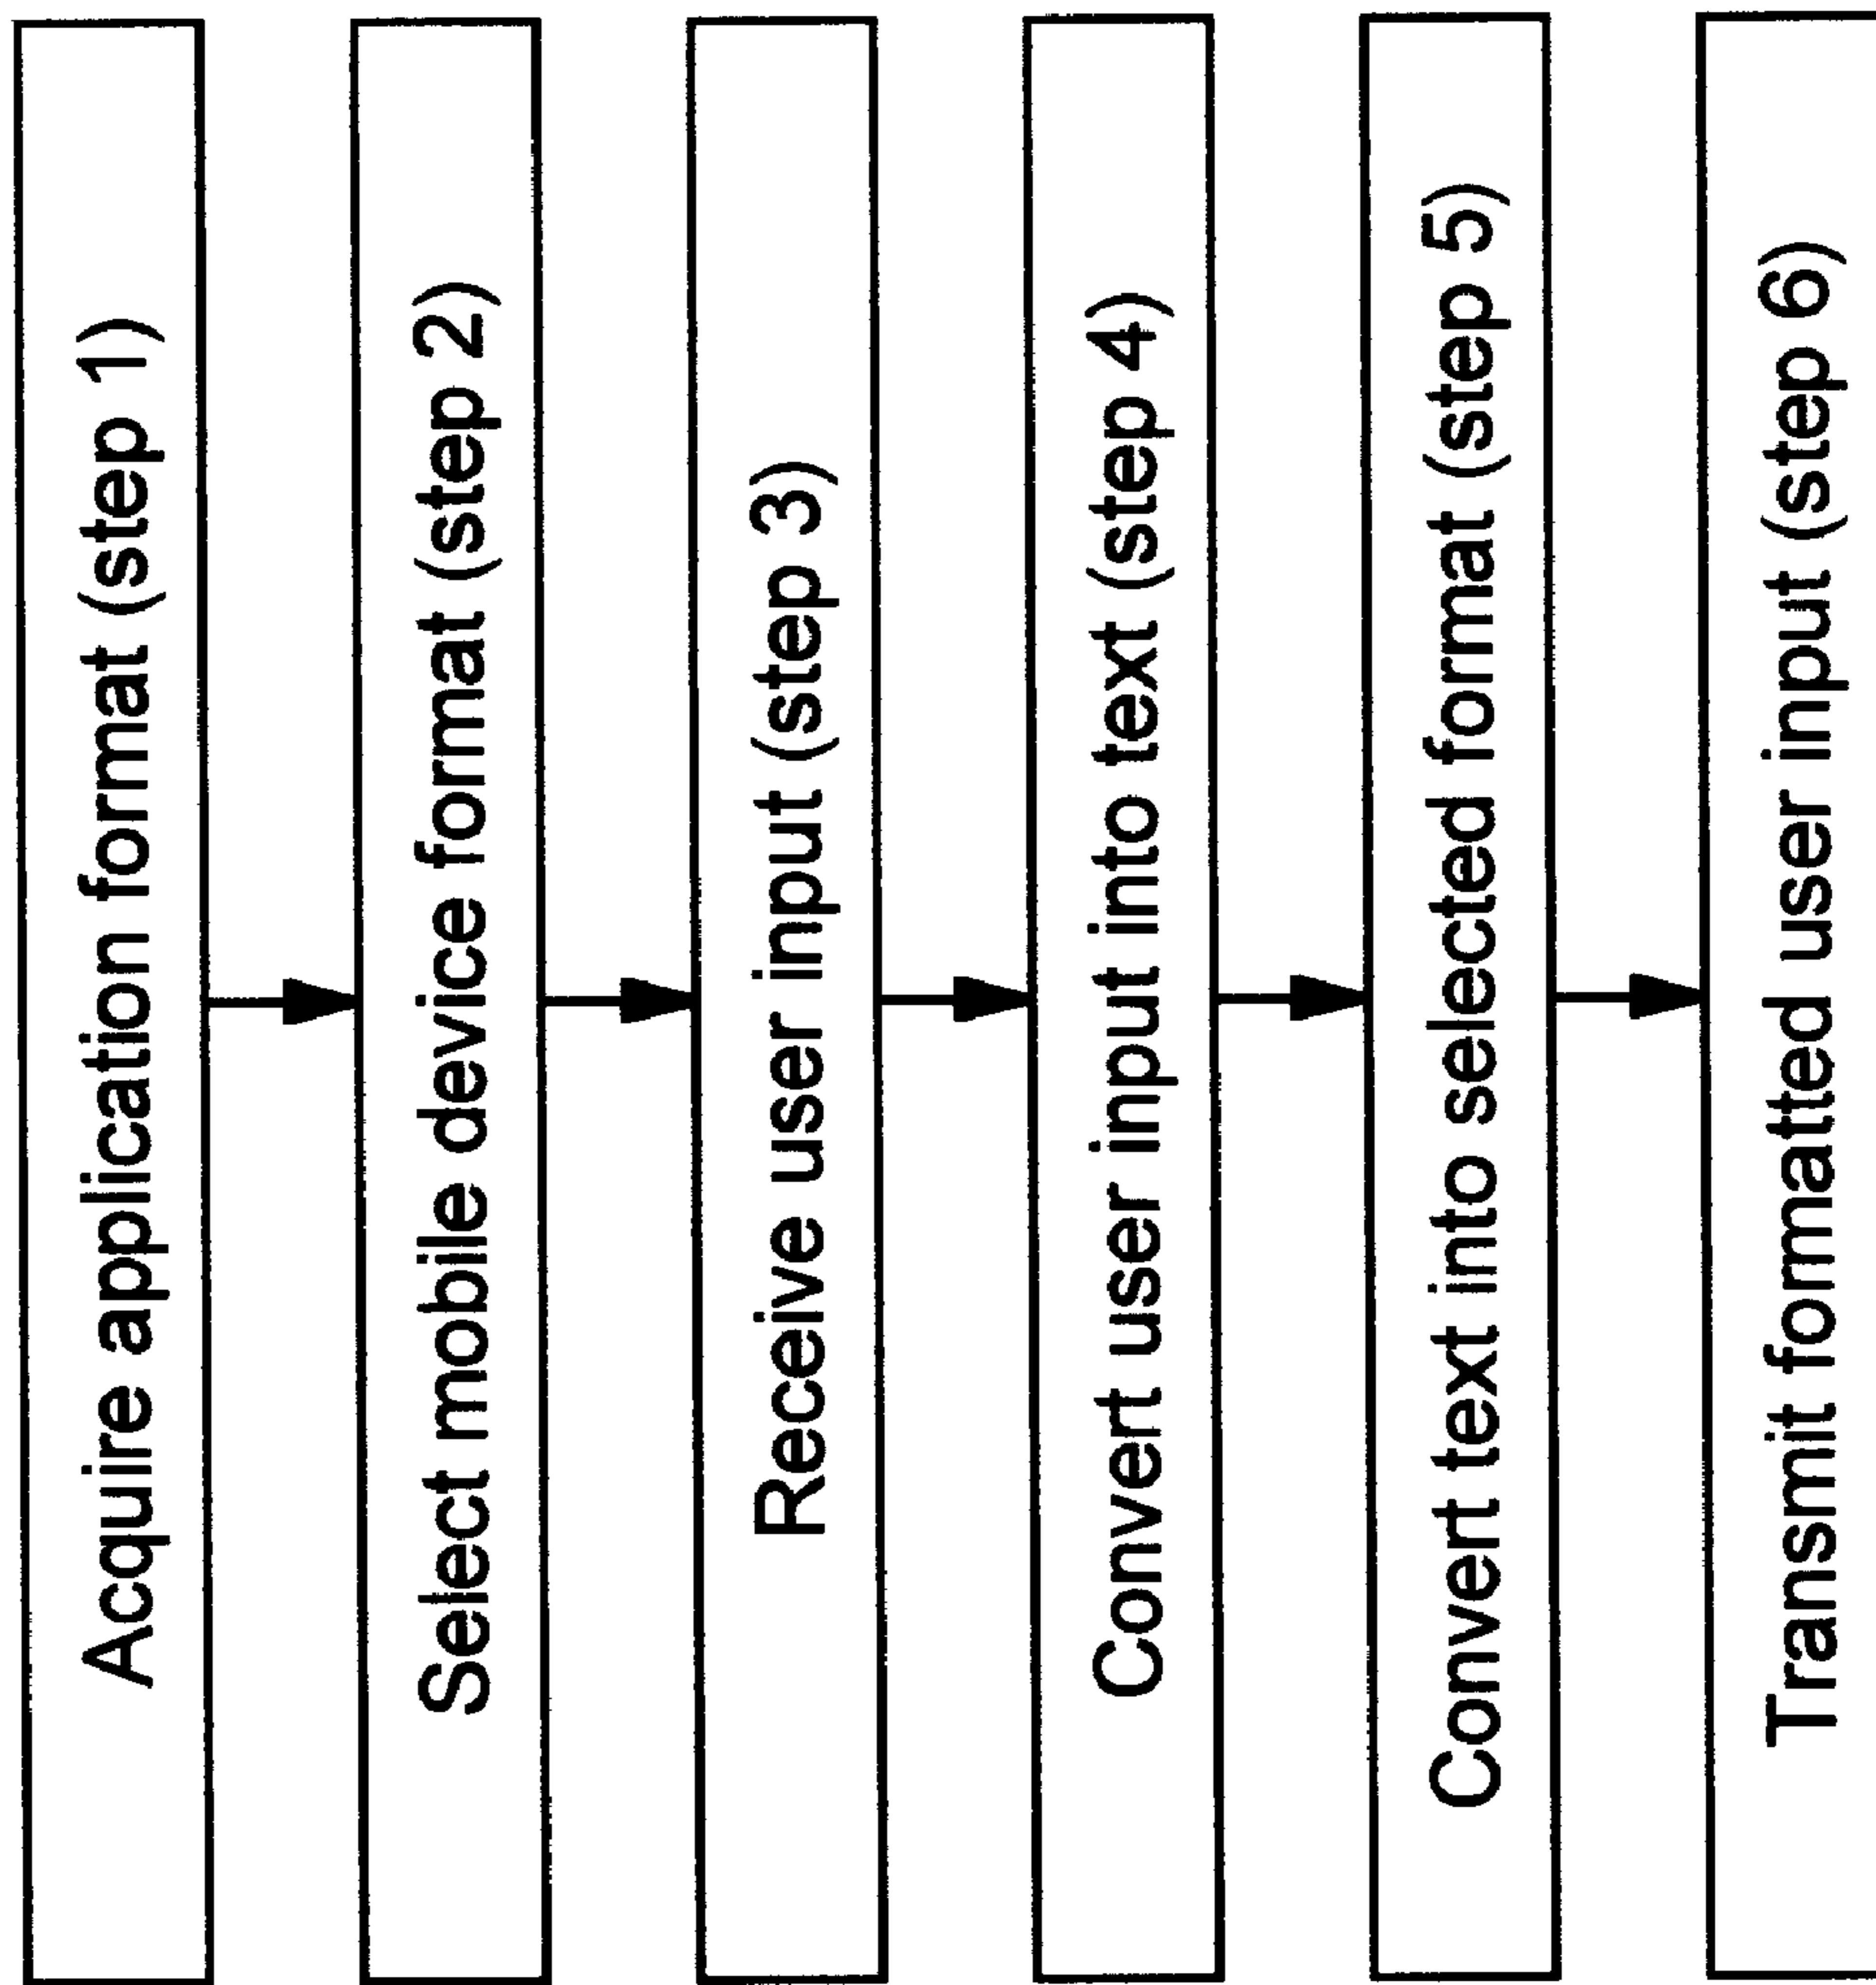 Acquire application format (step 1)
Select mobile device format (step 2)
Receive user input (step 3)
Convert user input into text (step 4)
Convert text into selected format (step 5)
Transmit formatted user input (step 6)